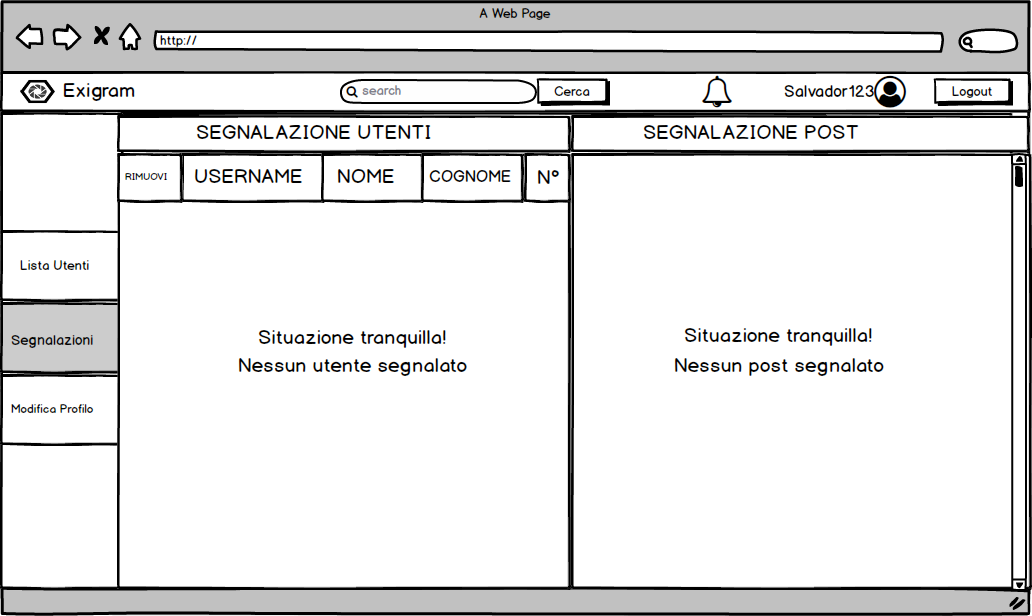 A Web Page
http://
Exigram
search
Cerca
Salvador123
Logout
SEGNALAZIONE UTENTI
SEGNALAZIONE POST
RIMUOVI
USERNAME
NOME
COGNOME
N°
Lista Utenti
Segnalazioni
Modifica Profilo
Situazione tranquilla!
Nessun utente segnalato
Situazione tranquilla!
Nessun post segnalato